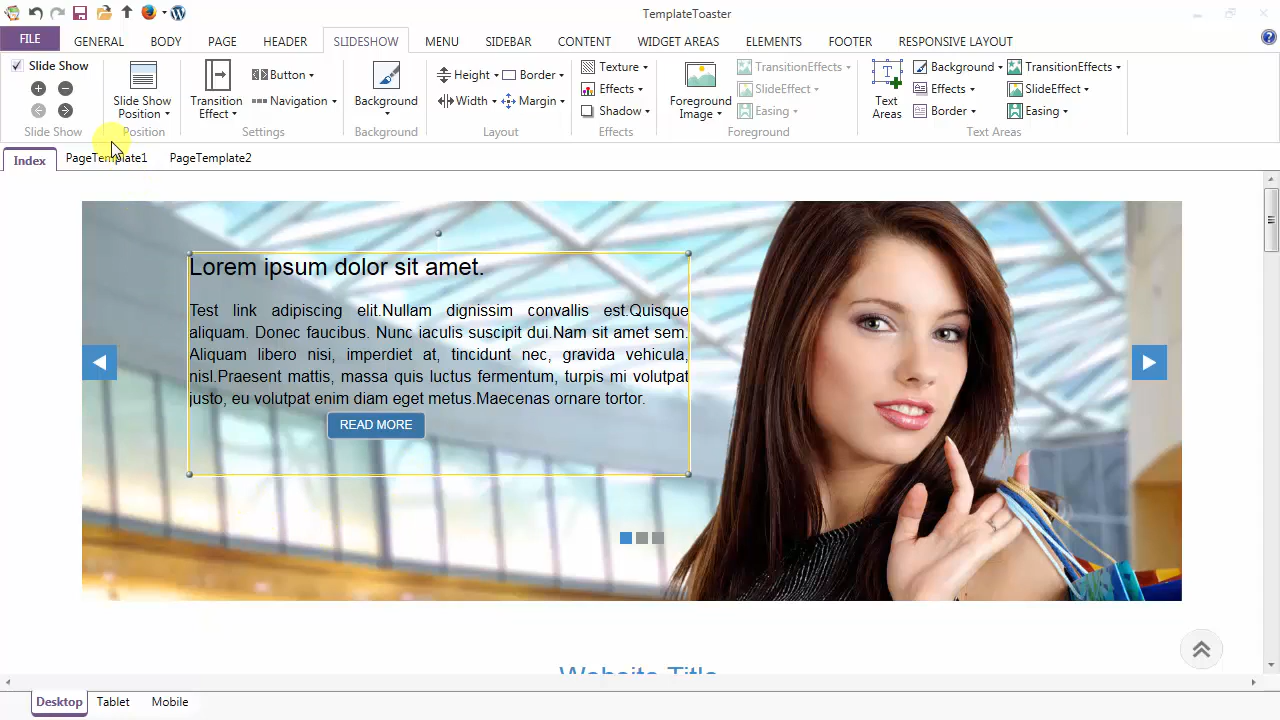 TemplateToaster
FILE
GENERAL
BODY
PAGE
HEADER
SLIDESHOW
MENU
SIDEBAR
CONTENT
WIDGET AREAS
ELEMENTS
FOOTER
RESPONSIVE LAYOUT
Slide Show
Slide Show
Slide Show
Position
Position
Transition
Effect
Button
Navigation
Settings
Background
Background
Height
Width
Border
Margin
Layout
Texture
Effects
Shadow
Effects
Foreground
Image
TransitionEffects
SlideEffect
Easing
Foreground
Text
Areas
Background
Effects
Border
TransitionEffects
SlideEffect
Easing
Text Areas
Index
PageTemplate1
PageTemplate2
Lorem ipsum dolor sit amet.
Test link adipiscing elit.Nullam dignissim convallis est.Quisque
aliquam. Donec faucibus. Nunc iaculis suscipit dui.Nam sit amet sem.
Aliquam libero nisi, imperdiet at, tincidunt nec, gravida vehicula,
nisl.Praesent mattis, massa quis luctus fermentum, turpis mi volutpat
justo, eu volutpat enim diam eget metus.Maecenas ornare tortor.
READ MORE
Website Title
Desktop
Tablet
Mobile